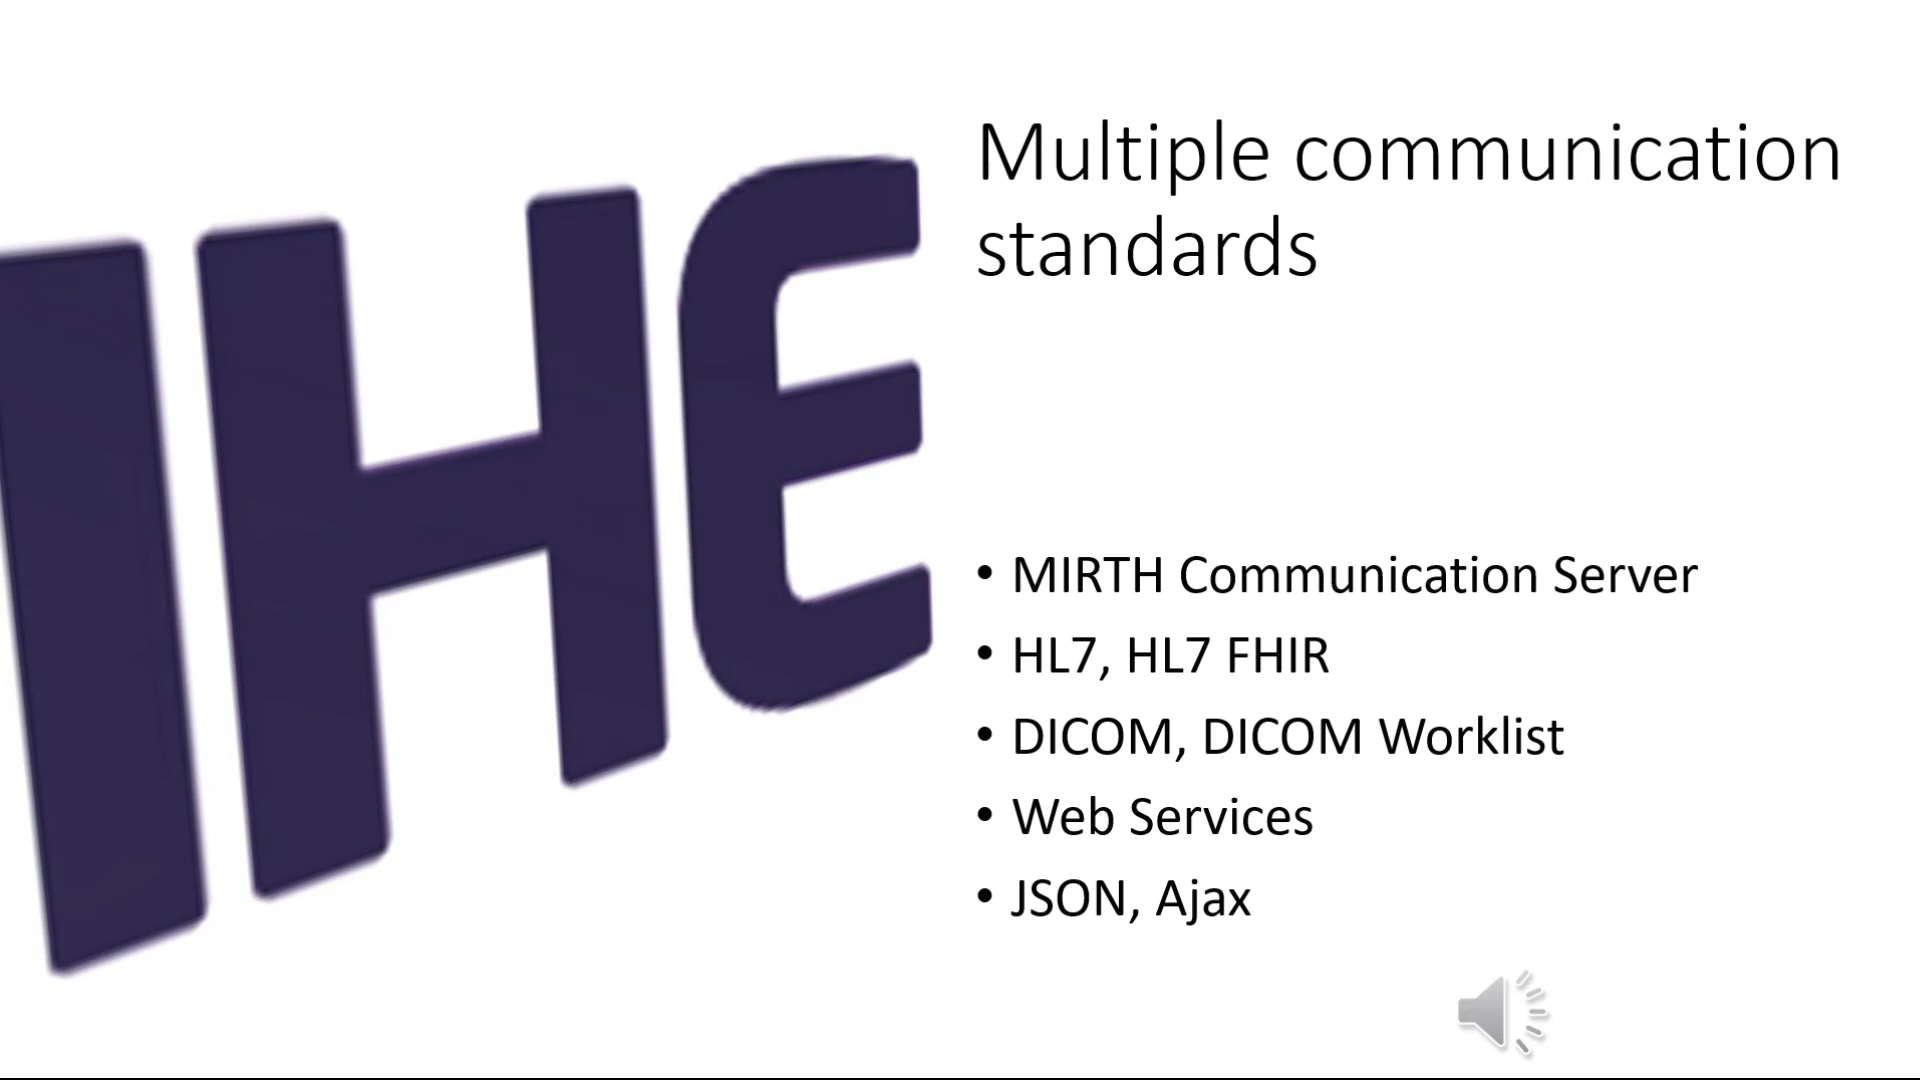 IHE
Multiple communication
standards
• MIRTH Communication Server
• HL7, HL7 FHIR
• DICOM, DICOM Worklist
• Web Services
• JSON, Ajax